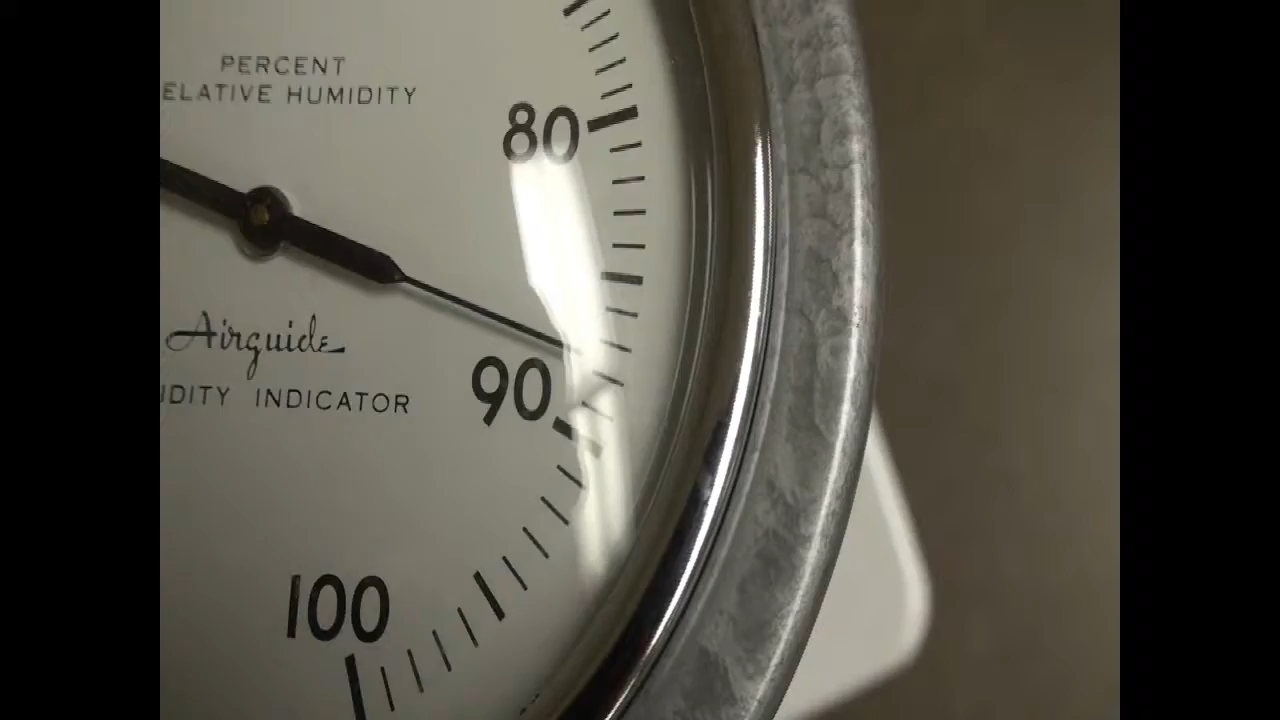 PERCENT
ELATIVE HUMIDITY
80
Airguide
90
IDITY INDICATOR
100